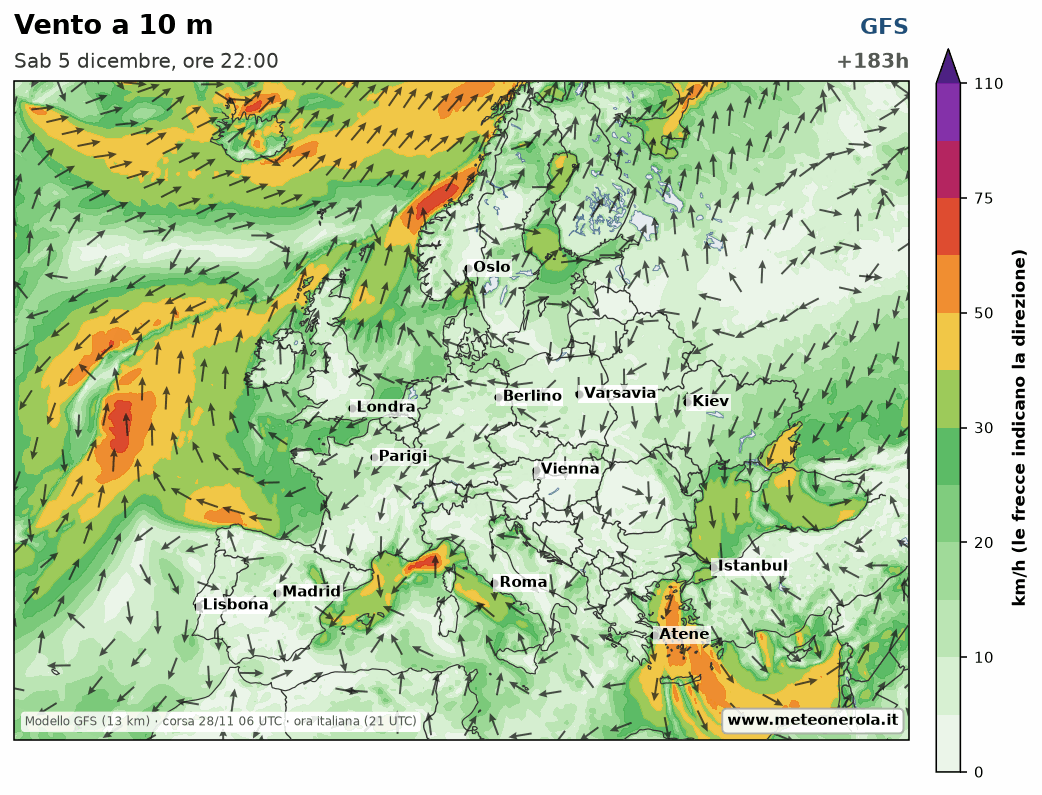 Vento a 10 m
GFS
Sab 5 dicembre, ore 22:00
+183h
110
75
50
30
20
10
0
km/h (le frecce indicano la direzione)
Oslo
Berlino
Varsavia
Kiev
Londra
Parigi
Vienna
Istanbul
Roma
Madrid
Lisbona
Atene
Modello GFS (13 km) · corsa 28/11 06 UTC · ora italiana (21 UTC)
www.meteonerola.it